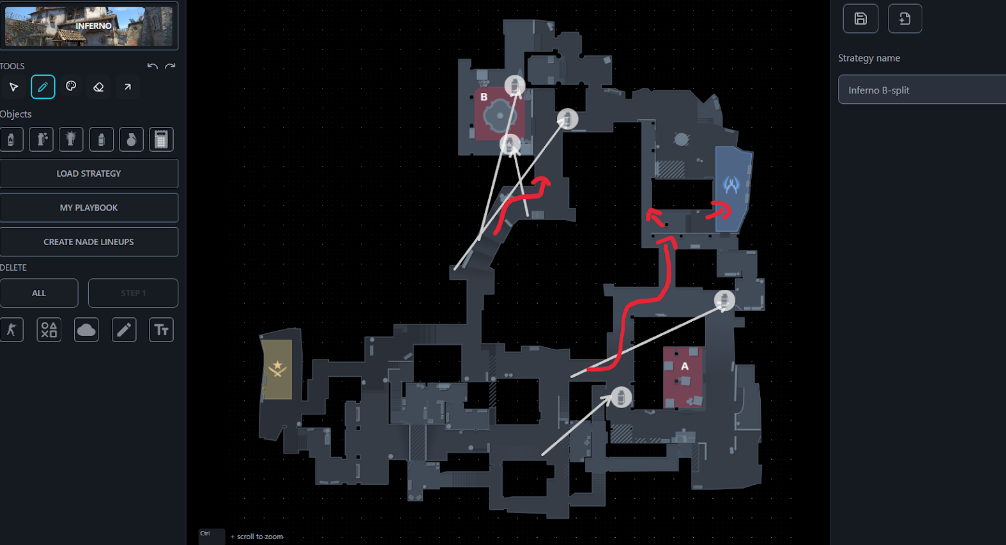 INFERNO
TOOLS
Objects
LOAD STRATEGY
MY PLAYBOOK
CREATE NADE LINEUPS
DELETE
ALL
STEP 1
Tt
B
A
Ctrl
+ scroll to zoom
Strategy name
Inferno B-split